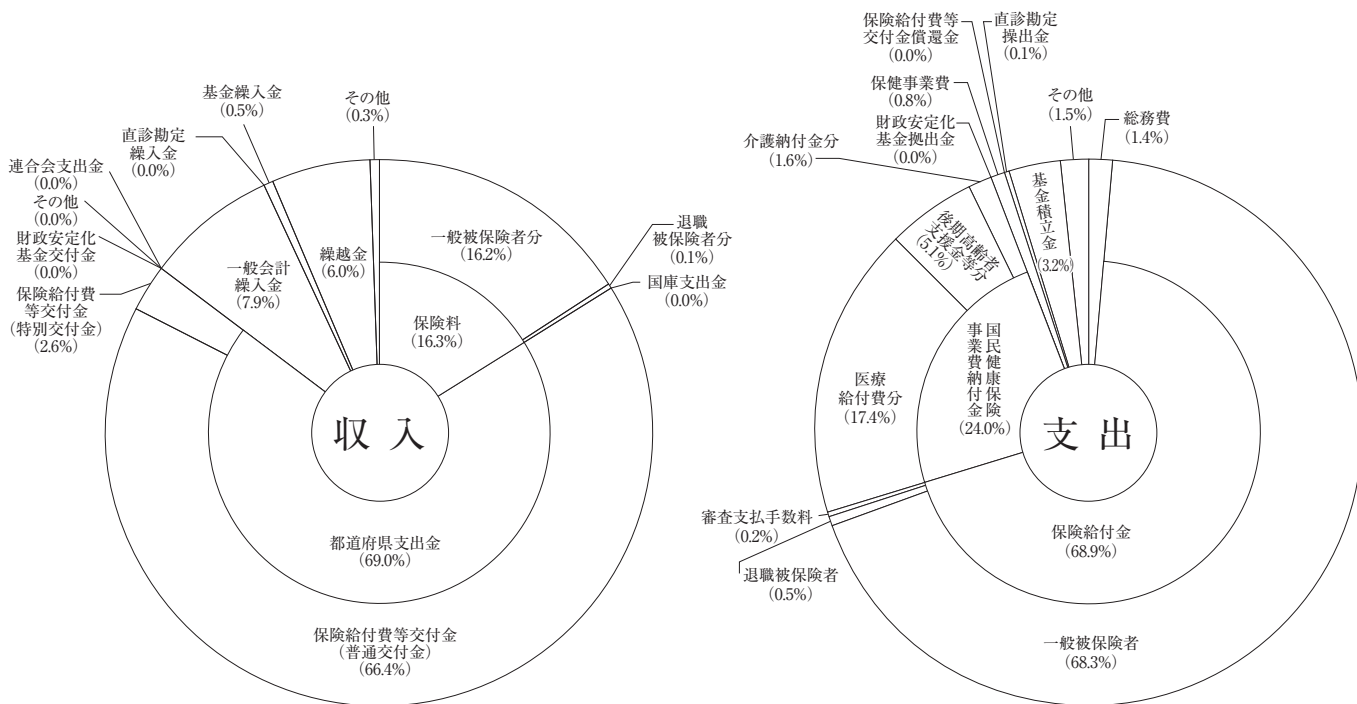 基金繰入金
(0.5%)
その他
(0.3%)
直診勘定
繰入金
(0.0%)
連合会支出金
(0.0%)
その他
(0.0%)
財政安定化
基金交付金
(0.0%)
保険給付費
等交付金
(特別交付金)
(2.6%)
一般会計
繰入金
(7.9%)
繰越金
(6.0%)
一般被保険者分
(16.2%)
退職
被保険者分
(0.1%)
国庫支出金
(0.0%)
保険料
(16.3%)
収入
都道府県支出金
(69.0%)
保険給付費等交付金
(普通交付金)
(66.4%)
保険給付費等
交付金償還金
(0.0%)
直診勘定
操出金
(0.1%)
保健事業費
(0.8%)
財政安定化
基金拠出金
(0.0%)
介護納付金分
(1.6%)
その他
(1.5%)
総務費
(1.4%)
基金積立金
(3.2%)
後期高齢者
支援金等分
(5.1%)
国民健康保険
事業費納付金
(24.0%)
医療
給付費分
(17.4%)
支出
審査支払手数料
(0.2%)
退職被保険者
(0.5%)
保険給付金
(68.9%)
一般被保険者
(68.3%)